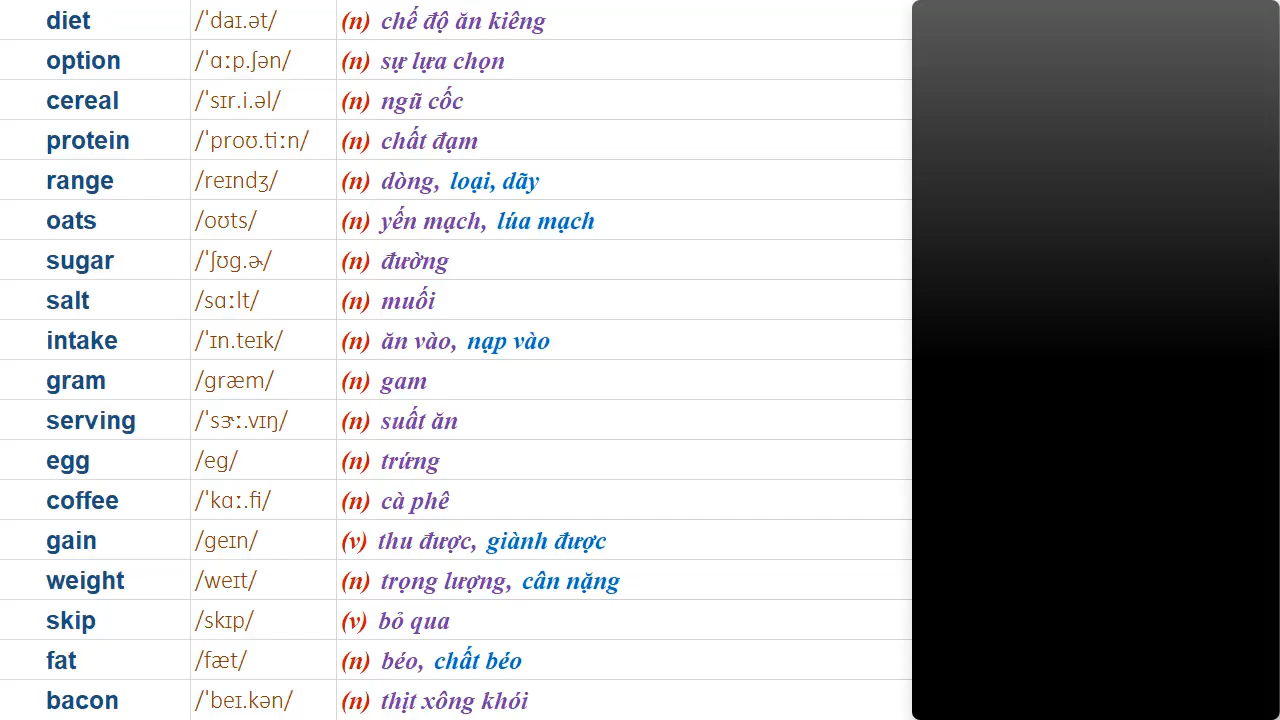 diet /ˈdaɪ.ət/ (n) chế độ ăn kiêng
option /ˈɑːp.ʃən/ (n) sự lựa chọn
cereal /ˈsɪr.i.əl/ (n) ngũ cốc
protein /ˈproʊ.tiːn/ (n) chất đạm
range /reɪndʒ/ (n) dòng, loại, dãy
oats /oʊts/ (n) yến mạch, lúa mạch
sugar /ˈʃʊɡ.ɚ/ (n) đường
salt /sɑːlt/ (n) muối
intake /ˈɪn.teɪk/ (n) ăn vào, nạp vào
gram /ɡræm/ (n) gam
serving /ˈsɝː.vɪŋ/ (n) suất ăn
egg /eɡ/ (n) trứng
coffee /ˈkɑː.fi/ (n) cà phê
gain /ɡeɪn/ (v) thu được, giành được
weight /weɪt/ (n) trọng lượng, cân nặng
skip /skɪp/ (v) bỏ qua
fat /fæt/ (n) béo, chất béo
bacon /ˈbeɪ.kən/ (n) thịt xông khói